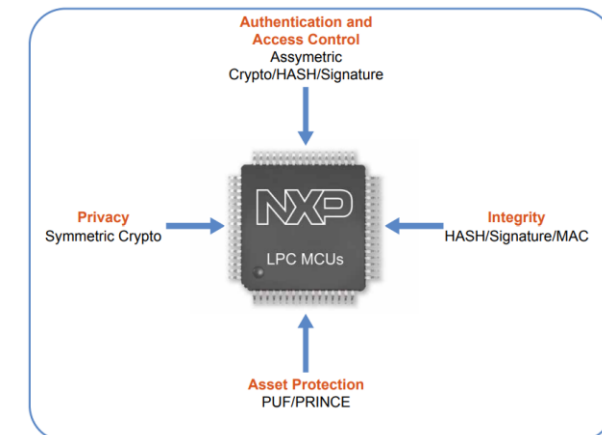 Authentication and
Access Control
Assymetric
Crypto/HASH/Signature
NXP
LPC MCUs
Privacy
Symmetric Crypto
Integrity
HASH/Signature/MAC
Asset Protection
PUF/PRINCE